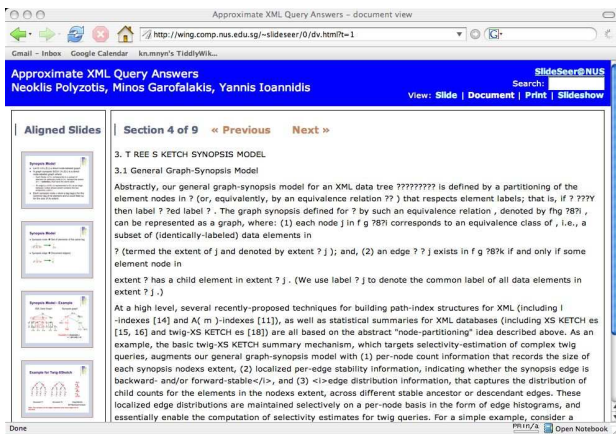 Approximate XML Query Answers – document view
http://wing.comp.nus.edu.sg/~slideseer/0/dv.html?t=1
G
Gmail - Inbox Google Calendar kn.mnyn's TiddlyWik...
Approximate XML Query Answers
Neoklis Polyzotis, Minos Garofalakis, Yannis Ioannidis
SlideSeer@NUS
Search:
View: Slide | Document | Print | Slideshow
Aligned Slides
Section 4 of 9 « Previous Next »
Synopsis Model
Synopsis Model
Synopsis Model - Example
Example for Twig XSketch
3. T REE S KETCH SYNOPSIS MODEL
3.1 General Graph-Synopsis Model
Abstractly, our general graph-synopsis model for an XML data tree ????????? is defined by a partitioning of the
element nodes in ? (or, equivalently, by an equivalence relation ?? ) that respects element labels; that is, if ? ???Y
then label ? ?ed label ? . The graph synopsis defined for ? by such an equivalence relation , denoted by fhg ?8?i ,
can be represented as a graph, where: (1) each node j in f g ?8?i corresponds to an equivalence class of , i.e., a
subset of (identically-labeled) data elements in
? (termed the extent of j and denoted by extent ? j ); and, (2) an edge ? ? j exists in f g ?8?k if and only if some
element node in
extent ? has a child element in extent ? j . (We use label ? j to denote the common label of all data elements in
extent ? j .)
At a high level, several recently-proposed techniques for building path-index structures for XML (including I
-indexes [14] and A( m )-indexes [11]), as well as statistical summaries for XML databases (including XS KETCH es
[15, 16] and twig-XS KETCH es [18]) are all based on the abstract "node-partitioning" idea described above. As an
example, the basic twig-XS KETCH summary mechanism, which targets selectivity-estimation of complex twig
queries, augments our general graph-synopsis model with (1) per-node count information that records the size of
each synopsis nodexs extent, (2) localized per-edge stability information, indicating whether the synopsis edge is
backward- and/or forward-stable</i>, and (3) <i>edge distribution information, that captures the distribution of
child counts for the elements in the nodexs extent, across different stable ancestor or descendant edges. These
localized edge distributions are maintained selectively on a per-node basis in the form of edge histograms, and
essentially enable the computation of selectivity estimates for twig queries. For a simple example, consider a
Done
n/a Open Notebook